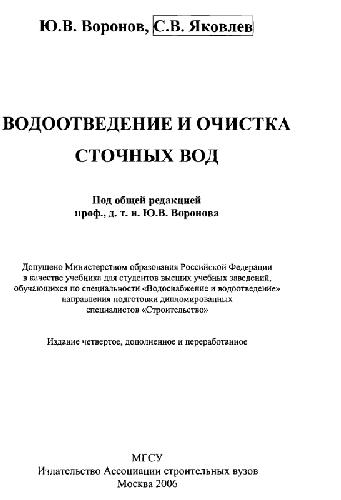 Ю.В. Воронов, С.В. Яковлев
ВОДООТВЕДЕНИЕ И ОЧИСТКА
СТОЧНЫХ ВОД
Под общей редакцией
проф., д. т. н. Ю.В. Воронова
Допущено Министерством образования Российской Федерации
в качестве учебника для студентов высших учебных заведений,
обучающихся по специальности «Водоснабжение и водоотведение»
направления подготовки дипломированных
специалистов «Строительство»
Издание четвертое, дополненное и переработанное
МГСУ
Издательство Ассоциации строительных вузов
Москва 2006